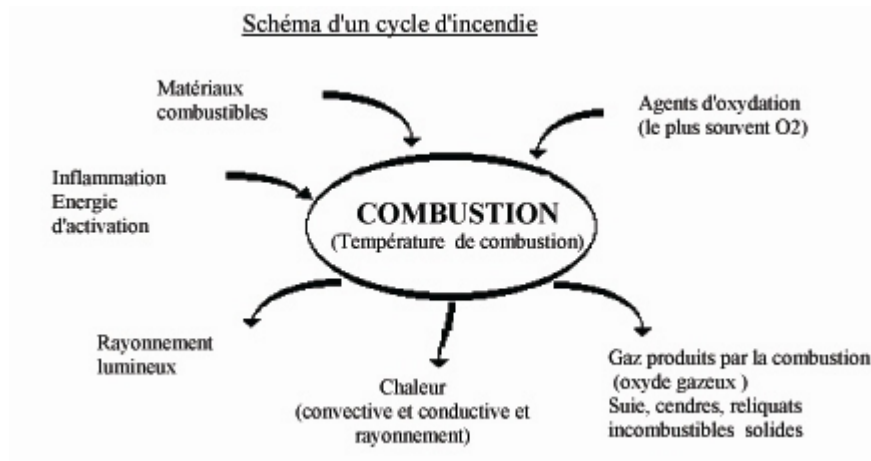 Schéma d'un cycle d'incendie
Matériaux
combustibles
Agents d'oxydation
(le plus souvent O2)
Inflammation
Energie
d'activation
COMBUSTION
(Température de combustion)
Rayonnement
lumineux
Chaleur
(convective et conductive et
rayonnement)
Gaz produits par la combustion
(oxyde gazeux )
Suie, cendres, reliquats
incombustibles solides